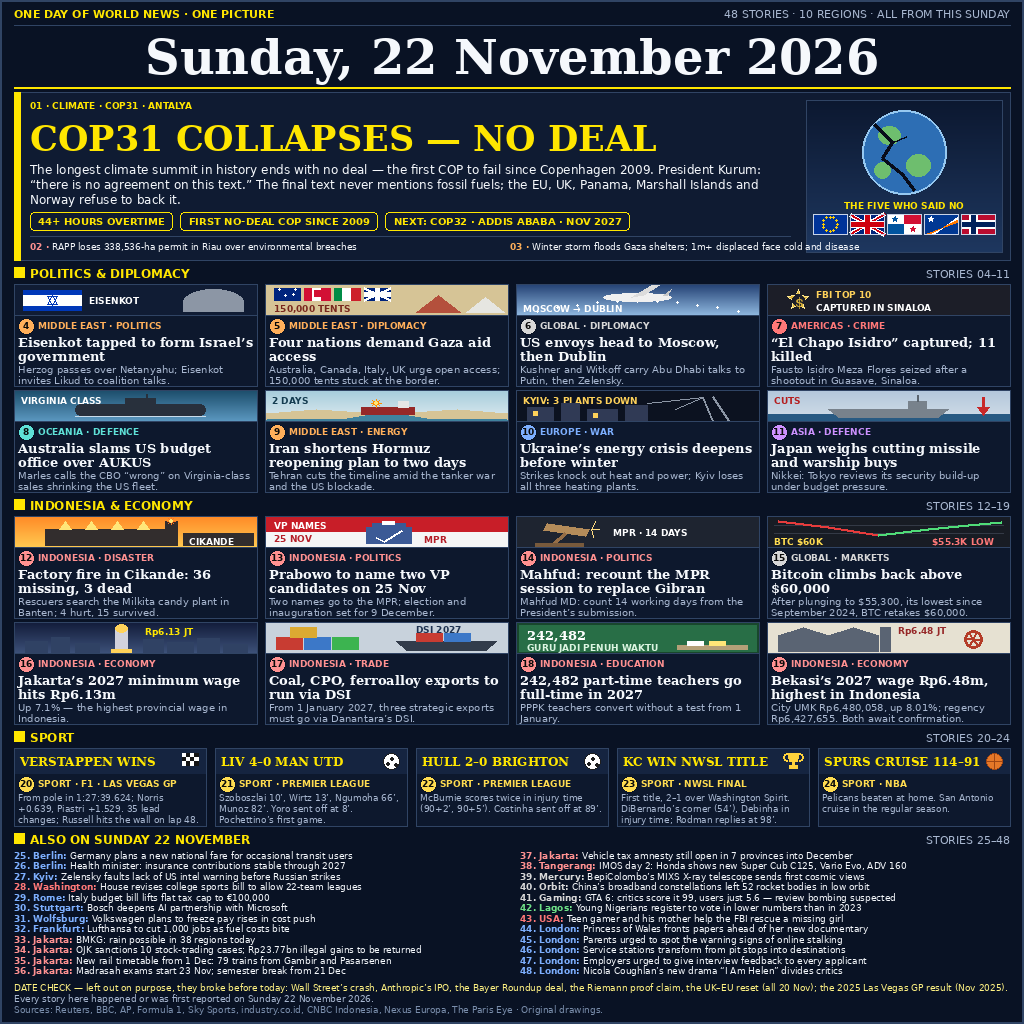 ONE DAY OF WORLD NEWS · ONE PICTURE
48 STORIES · 10 REGIONS · ALL FROM THIS SUNDAY
Sunday, 22 November 2026
01 · CLIMATE · COP31 · ANTALYA
COP31 COLLAPSES — NO DEAL
The longest climate summit in history ends with no deal — the first COP to fail since Copenhagen 2009. President Kurum:
“there is no agreement on this text.” The final text never mentions fossil fuels; the EU, UK, Panama, Marshall Islands and
Norway refuse to back it.
44+ HOURS OVERTIME
FIRST NO-DEAL COP SINCE 2009
NEXT: COP32 · ADDIS ABABA · NOV 2027
THE FIVE WHO SAID NO
02 · RAPP loses 338,536-ha permit in Riau over environmental breaches
03 · Winter storm floods Gaza shelters; 1m+ displaced face cold and disease
POLITICS & DIPLOMACY
STORIES 04–11
EISENKOT
4 MIDDLE EAST · POLITICS
Eisenkot tapped to form Israel’s
government
Herzog passes over Netanyahu; Eisenkot
invites Likud to coalition talks.
150,000 TENTS
5 MIDDLE EAST · DIPLOMACY
Four nations demand Gaza aid
access
Australia, Canada, Italy, UK urge open access;
150,000 tents stuck at the border.
MOSCOW → DUBLIN
6 GLOBAL · DIPLOMACY
US envoys head to Moscow,
then Dublin
Kushner and Witkoff carry Abu Dhabi talks to
Putin, then Zelensky.
FBI TOP 10
CAPTURED IN SINALOA
7 AMERICAS · CRIME
“El Chapo Isidro” captured; 11
killed
Fausto Isidro Meza Flores seized after a
shootout in Guasave, Sinaloa.
VIRGINIA CLASS
8 OCEANIA · DEFENCE
Australia slams US budget
office over AUKUS
Marles calls the CBO “wrong” on Virginia-class
sales shrinking the US fleet.
2 DAYS
9 MIDDLE EAST · ENERGY
Iran shortens Hormuz
reopening plan to two days
Tehran cuts the timeline amid the tanker war
and the US blockade.
KYIV: 3 PLANTS DOWN
10 EUROPE · WAR
Ukraine’s energy crisis deepens
before winter
Strikes knock out heat and power; Kyiv loses
all three heating plants.
CUTS
11 ASIA · DEFENCE
Japan weighs cutting missile
and warship buys
Nikkei: Tokyo reviews its security build-up
under budget pressure.
INDONESIA & ECONOMY
STORIES 12–19
CIKANDE
12 INDONESIA · DISASTER
Factory fire in Cikande: 36
missing, 3 dead
Rescuers search the Milkita candy plant in
Banten; 4 hurt, 15 survived.
VP NAMES
25 NOV
MPR
13 INDONESIA · POLITICS
Prabowo to name two VP
candidates on 25 Nov
Two names go to the MPR; election and
inauguration set for 9 December.
MPR · 14 DAYS
14 INDONESIA · POLITICS
Mahfud: recount the MPR
session to replace Gibran
Mahfud MD: count 14 working days from the
President’s submission.
BTC $60K
$55.3K LOW
15 GLOBAL · MARKETS
Bitcoin climbs back above
$60,000
After plunging to $55,300, its lowest since
September 2024, BTC retakes $60,000.
Rp6.13 JT
16 INDONESIA · ECONOMY
Jakarta’s 2027 minimum wage
hits Rp6.13m
Up 7.1% — the highest provincial wage in
Indonesia.
DSI 2027
17 INDONESIA · TRADE
Coal, CPO, ferroalloy exports to
run via DSI
From 1 January 2027, three strategic exports
must go via Danantara’s DSI.
242,482
GURU JADI PENUH WAKTU
18 INDONESIA · EDUCATION
242,482 part-time teachers go
full-time in 2027
PPPK teachers convert without a test from 1
January.
Rp6.48 JT
19 INDONESIA · ECONOMY
Bekasi’s 2027 wage Rp6.48m,
highest in Indonesia
City UMK Rp6,480,058, up 8.01%; regency
Rp6,427,655. Both await confirmation.
SPORT
STORIES 20–24
VERSTAPPEN WINS
20 SPORT · F1 · LAS VEGAS GP
From pole in 1:27:39.624; Norris
+0.639, Piastri +1.529. 35 lead
changes; Russell hits the wall on lap 48.
LIV 4–0 MAN UTD
21 SPORT · PREMIER LEAGUE
Szoboszlai 10’, Wirtz 13’, Ngumoha 66’,
Munoz 82’. Yoro sent off at 8’.
Pochettino’s first game.
HULL 2–0 BRIGHTON
22 SPORT · PREMIER LEAGUE
McBurnie scores twice in injury time
(90+2’, 90+5’). Costinha sent off at 89’.
KC WIN NWSL TITLE
23 SPORT · NWSL FINAL
First title, 2–1 over Washington Spirit.
DiBernardo’s corner (54’), Debinha in
injury time; Rodman replies at 98’.
SPURS CRUISE 114–91
24 SPORT · NBA
Pelicans beaten at home. San Antonio
cruise in the regular season.
ALSO ON SUNDAY 22 NOVEMBER
STORIES 25–48
25. Berlin: Germany plans a new national fare for occasional transit users
26. Berlin: Health minister: insurance contributions stable through 2027
27. Kyiv: Zelensky faults lack of US intel warning before Russian strikes
28. Washington: House revises college sports bill to allow 22-team leagues
29. Rome: Italy budget bill lifts flat tax cap to €100,000
30. Stuttgart: Bosch deepens AI partnership with Microsoft
31. Wolfsburg: Volkswagen plans to freeze pay rises in cost push
32. Frankfurt: Lufthansa to cut 1,000 jobs as fuel costs bite
33. Jakarta: BMKG: rain possible in 38 regions today
34. Jakarta: OJK sanctions 10 stock-trading cases; Rp23.77bn illegal gains to be returned
35. Jakarta: New rail timetable from 1 Dec: 79 trains from Gambir and Pasarsenen
36. Jakarta: Madrasah exams start 23 Nov; semester break from 21 Dec
37. Jakarta: Vehicle tax amnesty still open in 7 provinces into December
38. Tangerang: IMOS day 2: Honda shows new Super Cub C125, Vario Evo, ADV 160
39. Mercury: BepiColombo’s MIXS X-ray telescope sends first cosmic views
40. Orbit: China’s broadband constellations left 52 rocket bodies in low orbit
41. Gaming: GTA 6: critics score it 99, users just 5.6 — review bombing suspected
42. Lagos: Young Nigerians register to vote in lower numbers than in 2023
43. USA: Teen gamer and his mother help the FBI rescue a missing girl
44. London: Princess of Wales fronts papers ahead of her new documentary
45. London: Parents urged to spot the warning signs of online stalking
46. London: Service stations transform from pit stops into destinations
47. London: Employers urged to give interview feedback to every applicant
48. London: Nicola Coughlan’s new drama “I Am Helen” divides critics
DATE CHECK — left out on purpose, they broke before today: Wall Street’s crash, Anthropic’s IPO, the Bayer Roundup deal, the Riemann proof claim, the UK–EU reset (all 20 Nov); the 2025 Las Vegas GP result (Nov 2025).
Every story here happened or was first reported on Sunday 22 November 2026.
Sources: Reuters, BBC, AP, Formula 1, Sky Sports, industry.co.id, CNBC Indonesia, Nexus Europa, The Paris Eye · Original drawings.